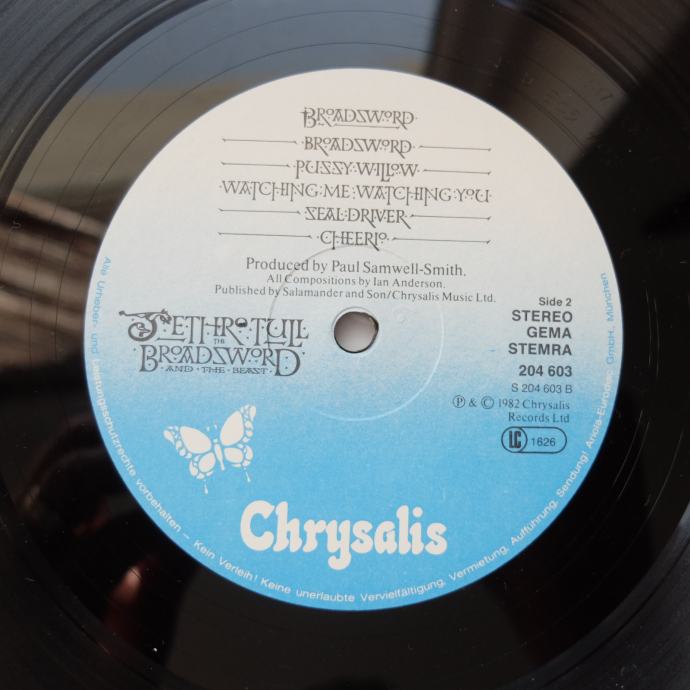 BROADSWORD
BROADSWORD
PUSSY WILLOW
WATCHING:ME:WATCHING:YOU
SEAL·DRIVER
CHEERIO
Produced by Paul Samwell-Smith.
All Compositions by Ian Anderson.
Published by Salamander and Son/Chrysalis Music Ltd.
Side 2
STEREO
GEMA
STEMRA
204 603
S 204 603 B
℗ & © 1982 Chrysalis
Records Ltd
LC 1626
JETHRO·TULL
THE
BROADSWORD
AND·THE·BEAST
Chrysalis
Alle Urheber- und Leistungsschutzrechte vorbehalten – Kein Verleih! Keine unerlaubte Vervielfältigung, Vermietung, Aufführung, Sendung! Ariola-Eurodisc GmbH, München